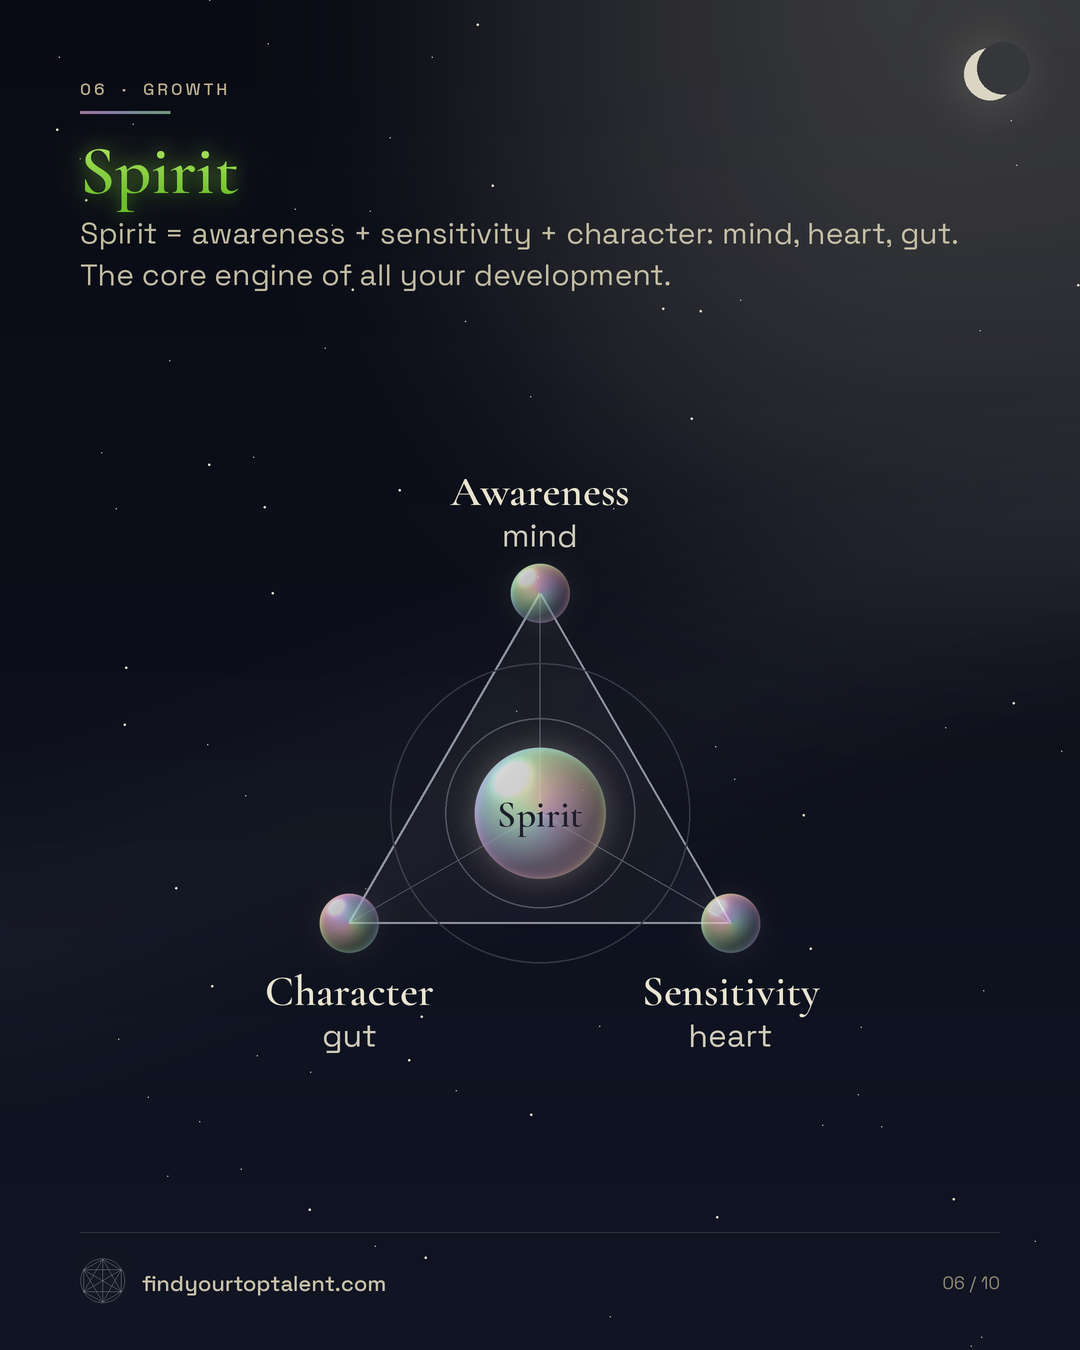 06 · GROWTH
Spirit
Spirit = awareness + sensitivity + character: mind, heart, gut.
The core engine of all your development.
Awareness
mind
Spirit
Character
gut
Sensitivity
heart
findyourtoptalent.com
06 / 10